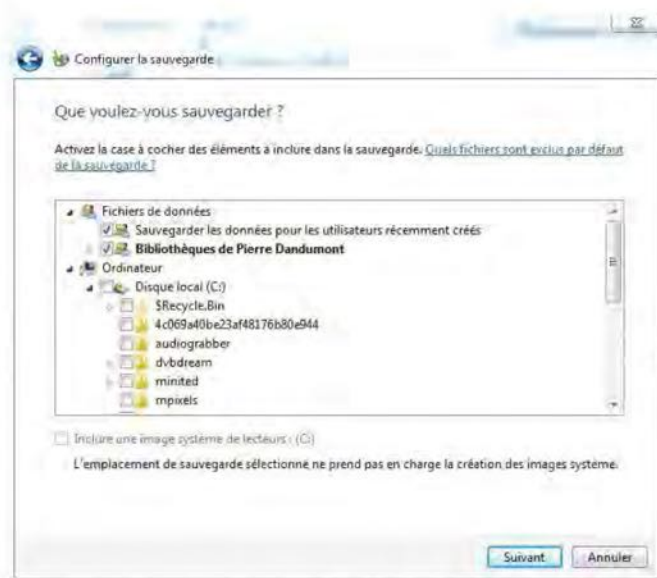 Configurer la sauvegarde
Que voulez-vous sauvegarder ?
Activez la case à cocher des éléments à inclure dans la sauvegarde. Quels fichiers sont exclus par défaut
de la sauvegarde ?
Fichiers de données
Sauvegarder les données pour les utilisateurs récemment créés
Bibliothèques de Pierre Dandumont
Ordinateur
Disque local (C:)
$Recycle.Bin
4c069a40be23af48176b80e944
audiograbber
dvbdream
minited
mpixels
Inclure une image système de lecteurs : (C:)
L'emplacement de sauvegarde sélectionné ne prend pas en charge la création des images système.
Suivant
Annuler